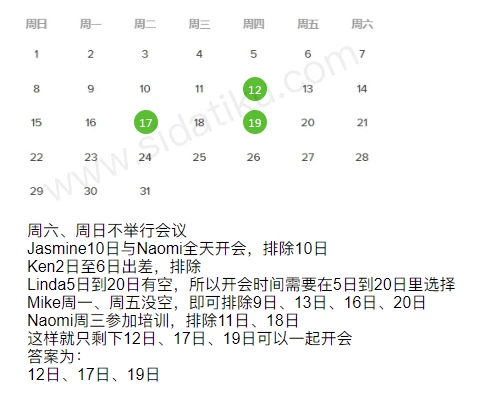 周日 周一 周二 周三 周四 周五 周六
1 2 3 4 5 6 7
8 9 10 11 12 13 14
15 16 17 18 19 20 21
22 23 24 25 26 27 28
29 30 31
www.sidatika.com
周六、周日不举行会议
Jasmine10日与Naomi全天开会，排除10日
Ken2日至6日出差，排除
Linda5日到20日有空，所以开会时间需要在5日到20日里选择
Mike周一、周五没空，即可排除9日、13日、16日、20日
Naomi周三参加培训，排除11日、18日
这样就只剩下12日、17日、19日可以一起开会
答案为：
12日、17日、19日